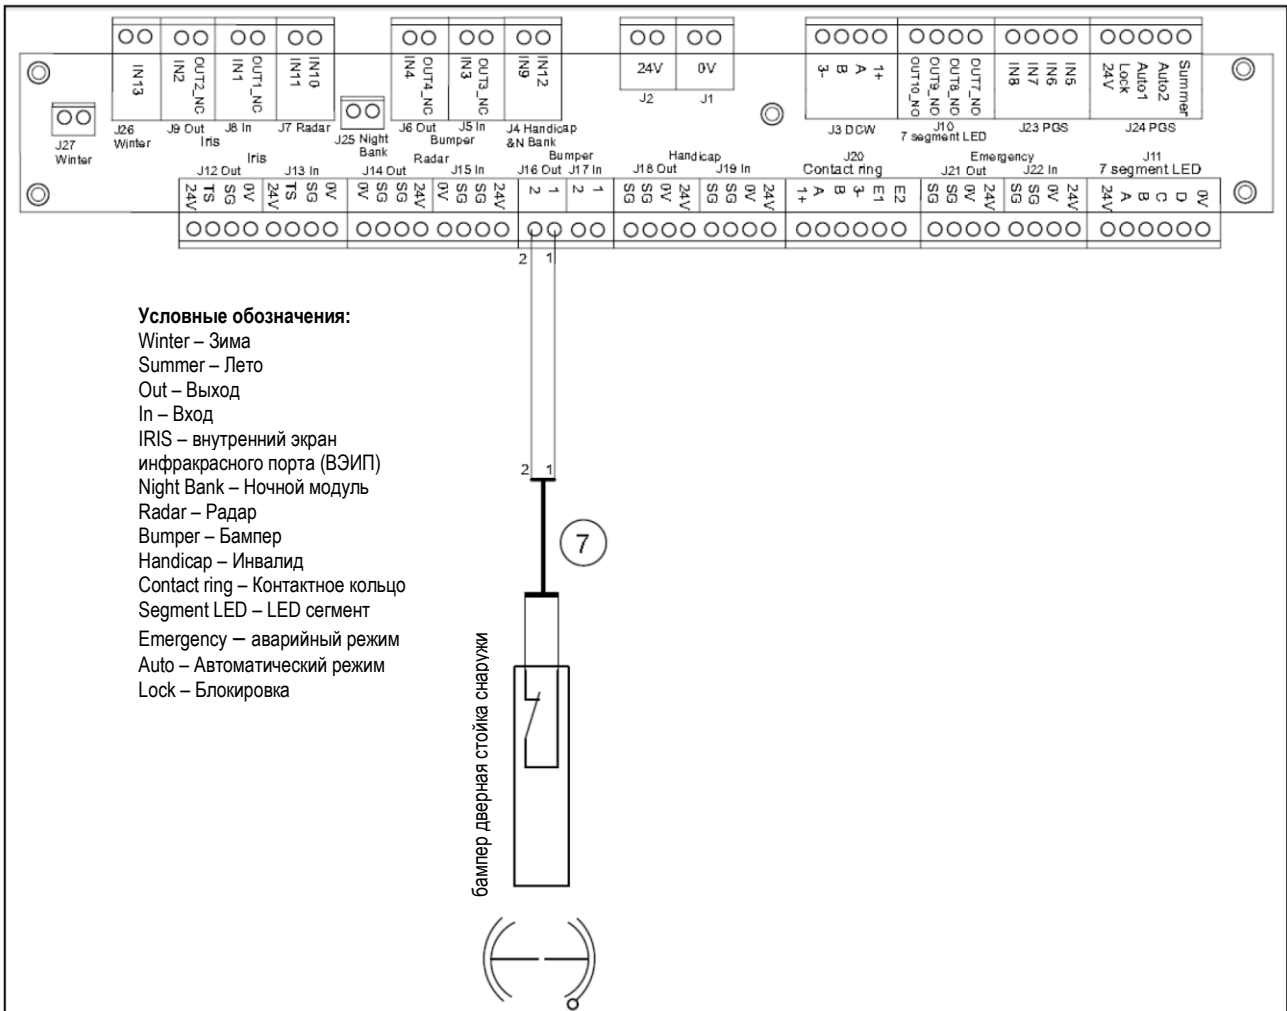 IN13 IN2 OUT2_NC IN1 OUT1_NC IN11 IN10 IN4 OUT4_NC IN3 OUT3_NC IN9 IN12 24V 0V 3- B A 1+ OUT10_NO OUT9_NO OUT8_NO OUT7_NO IN8 IN7 IN6 IN5 24V Lock Auto1 Auto2 Summer
J2 J1
J27 Winter
J26 Winter
J9 Out J8 In
Iris
J7 Radar
J25 Night Bank
J6 Out J5 In
Bumper
J4 Handicap &N Bank
J3 DCW
J10
7 segment LED
J23 PGS
J24 PGS
Iris
J12 Out J13 In
Radar
J14 Out J15 In
Bumper
J16 Out J17 In
Handicap
J18 Out J19 In
J20
Contact ring
Emergency
J21 Out J22 In
J11
7 segment LED
24V TS SG 0V 24V TS SG 0V 0V SG SG 24V 0V SG SG 24V 2 1 2 1 SG SG 0V 24V SG SG 0V 24V 1+ A B 3- E1 E2 SG SG 0V 24V SG SG 0V 24V 24V A B C D 0V
2 1
Условные обозначения:
Winter – Зима
Summer – Лето
Out – Выход
In – Вход
IRIS – внутренний экран
инфракрасного порта (ВЭИП)
Night Bank – Ночной модуль
Radar – Радар
Bumper – Бампер
Handicap – Инвалид
Contact ring – Контактное кольцо
Segment LED – LED сегмент
Emergency – аварийный режим
Auto – Автоматический режим
Lock – Блокировка
2 1
7
бампер дверная стойка снаружи